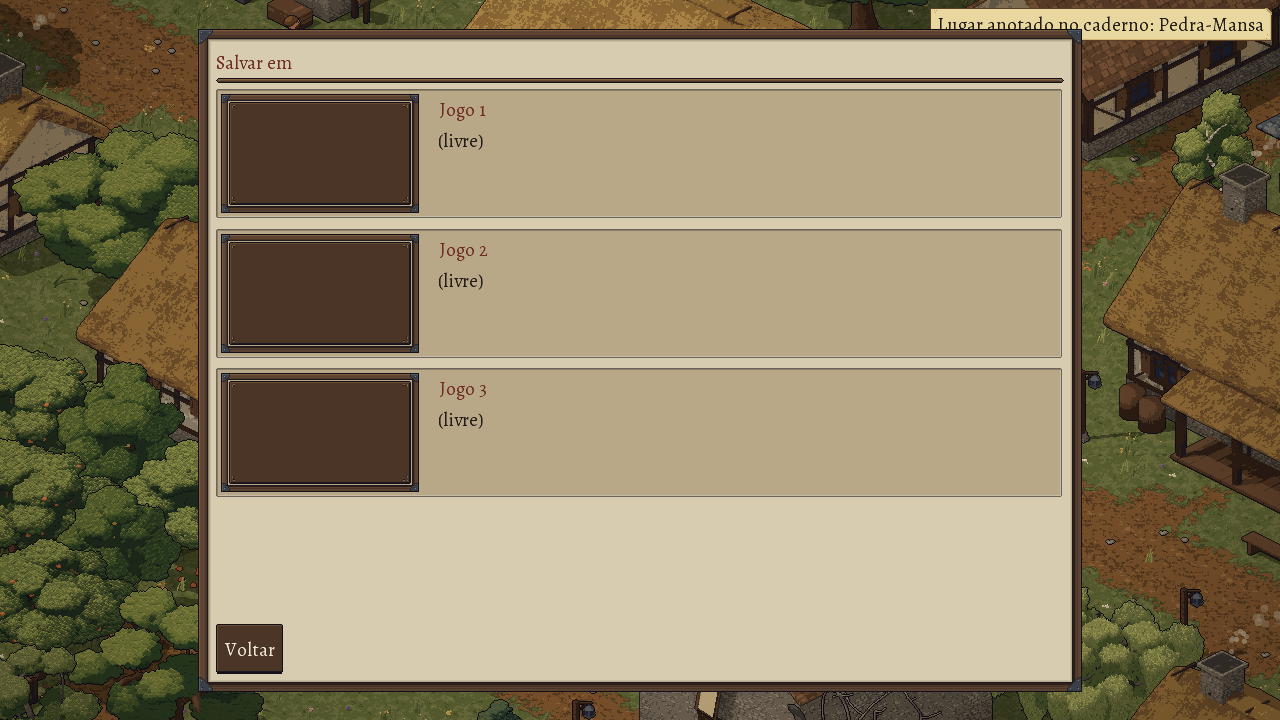 Lugar anotado no caderno: Pedra-Mansa
Salvar em
Jogo 1
(livre)
Jogo 2
(livre)
Jogo 3
(livre)
Voltar